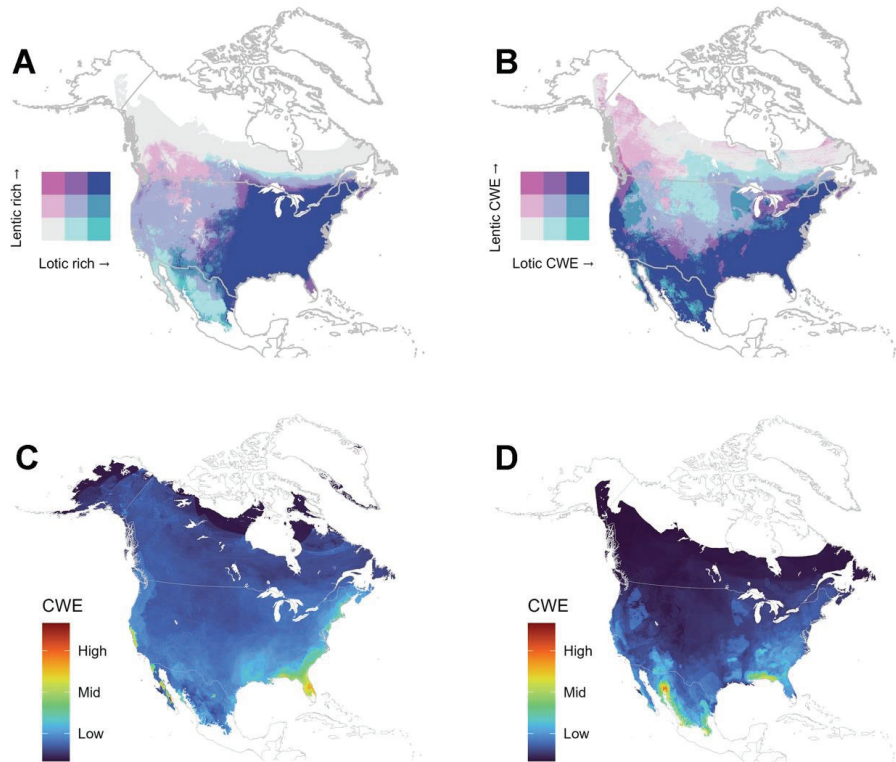 A
B
Lentic rich →
Lotic rich →
Lentic CWE →
Lotic CWE →
C
D
CWE
High
Mid
Low
CWE
High
Mid
Low